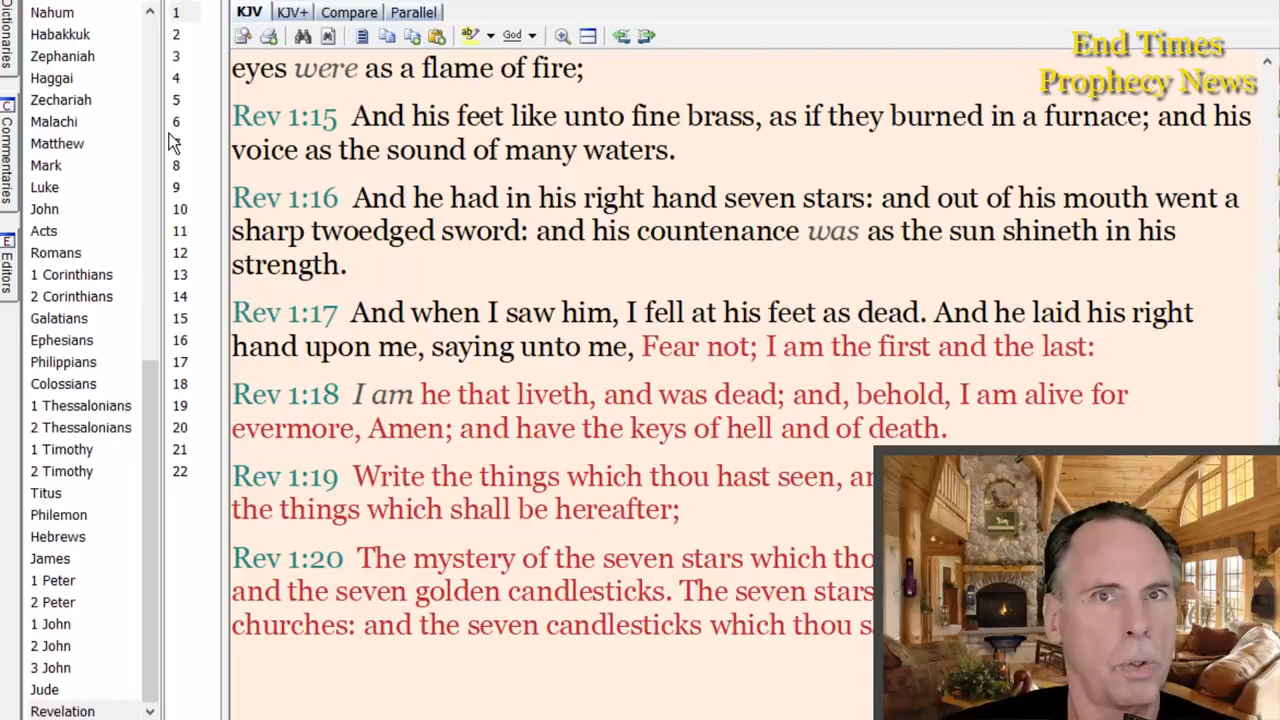 Dictionaries
Commentaries
Editors
Nahum
Habakkuk
Zephaniah
Haggai
Zechariah
Malachi
Matthew
Mark
Luke
John
Acts
Romans
1 Corinthians
2 Corinthians
Galatians
Ephesians
Philippians
Colossians
1 Thessalonians
2 Thessalonians
1 Timothy
2 Timothy
Titus
Philemon
Hebrews
James
1 Peter
2 Peter
1 John
2 John
3 John
Jude
Revelation
1
2
3
4
5
6
8
9
10
11
12
13
14
15
16
17
18
19
20
21
22
KJV KJV+ Compare Parallel
ab God
End Times
Prophecy News
eyes were as a flame of fire;
Rev 1:15 And his feet like unto fine brass, as if they burned in a furnace; and his
voice as the sound of many waters.
Rev 1:16 And he had in his right hand seven stars: and out of his mouth went a
sharp twoedged sword: and his countenance was as the sun shineth in his
strength.
Rev 1:17 And when I saw him, I fell at his feet as dead. And he laid his right
hand upon me, saying unto me, Fear not; I am the first and the last:
Rev 1:18 I am he that liveth, and was dead; and, behold, I am alive for
evermore, Amen; and have the keys of hell and of death.
Rev 1:19 Write the things which thou hast seen,
the things which shall be hereafter;
Rev 1:20 The mystery of the seven stars which
and the seven golden candlesticks. The seven stars
churches: and the seven candlesticks which thou